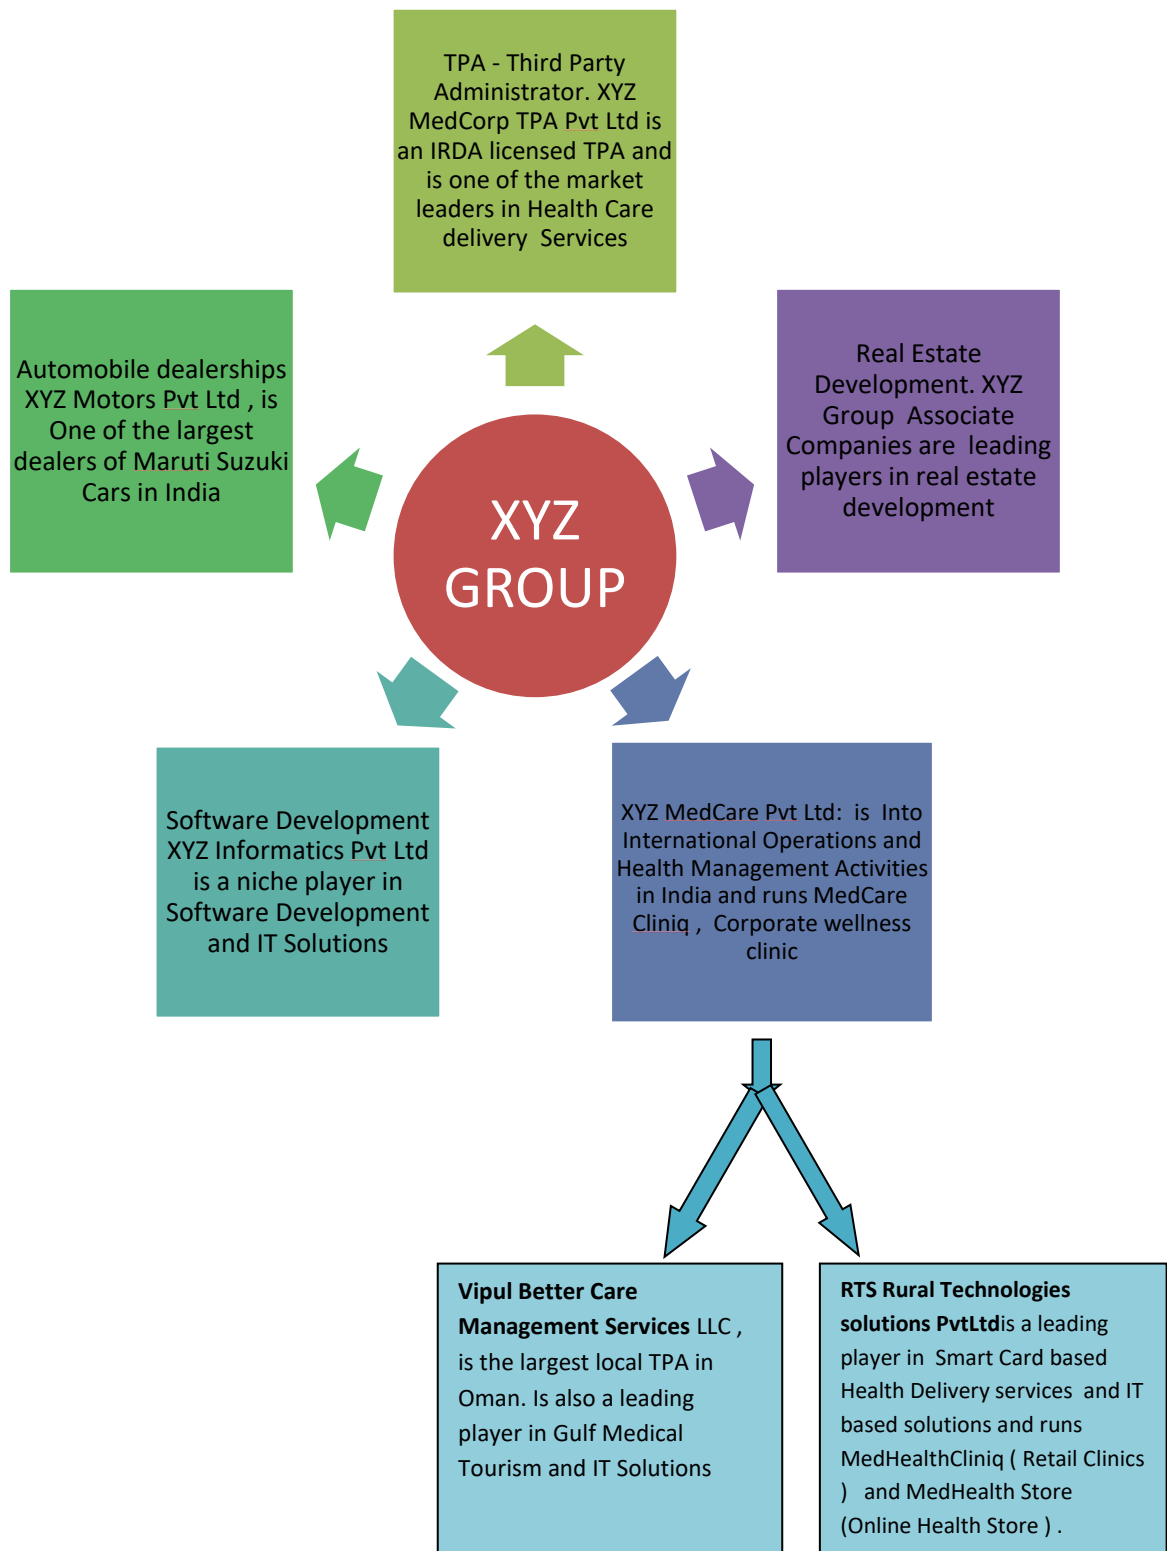 TPA - Third Party
Administrator. XYZ
MedCorp TPA Pvt Ltd is
an IRDA licensed TPA and
is one of the market
leaders in Health Care
delivery  Services
Automobile dealerships
XYZ Motors Pvt Ltd , is
One of the largest
dealers of Maruti Suzuki
Cars in India
Real Estate
Development. XYZ
Group  Associate
Companies are  leading
players in real estate
development
XYZ
GROUP
Software Development
XYZ Informatics Pvt Ltd
is a niche player in
Software Development
and IT Solutions
XYZ MedCare Pvt Ltd:  is  Into
International Operations and
Health Management Activities
in India and runs MedCare
Cliniq ,  Corporate wellness
clinic
Vipul Better Care
Management Services LLC ,
is the largest local TPA in
Oman. Is also a leading
player in Gulf Medical
Tourism and IT Solutions
RTS Rural Technologies
solutions PvtLtdis a leading
player in  Smart Card based
Health Delivery services  and IT
based solutions and runs
MedHealthCliniq ( Retail Clinics
)   and MedHealth Store
(Online Health Store ) .